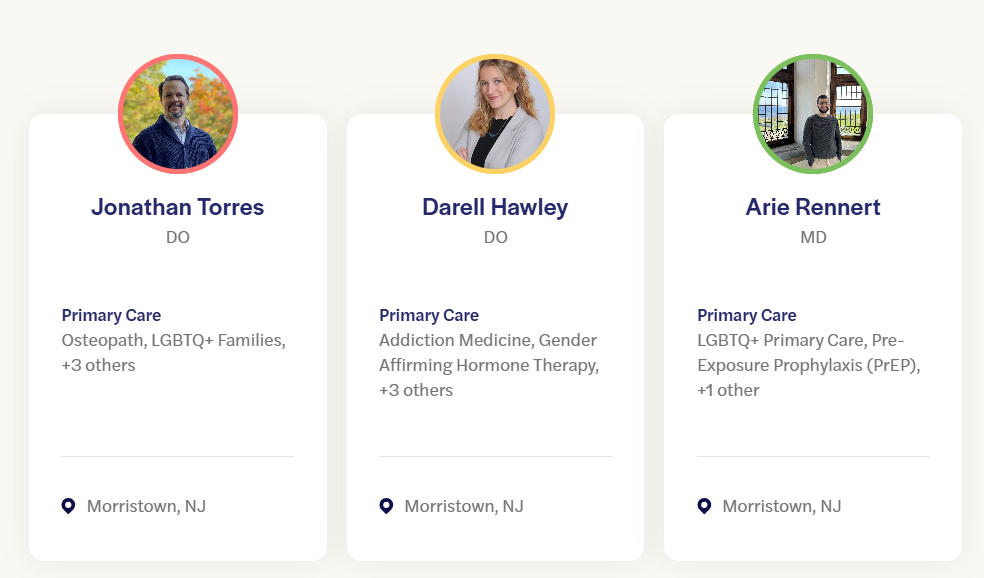 Jonathan Torres
DO
Primary Care
Osteopath, LGBTQ+ Families,
+3 others
Morristown, NJ
Darell Hawley
DO
Primary Care
Addiction Medicine, Gender
Affirming Hormone Therapy,
+3 others
Morristown, NJ
Arie Rennert
MD
Primary Care
LGBTQ+ Primary Care, Pre-
Exposure Prophylaxis (PrEP),
+1 other
Morristown, NJ